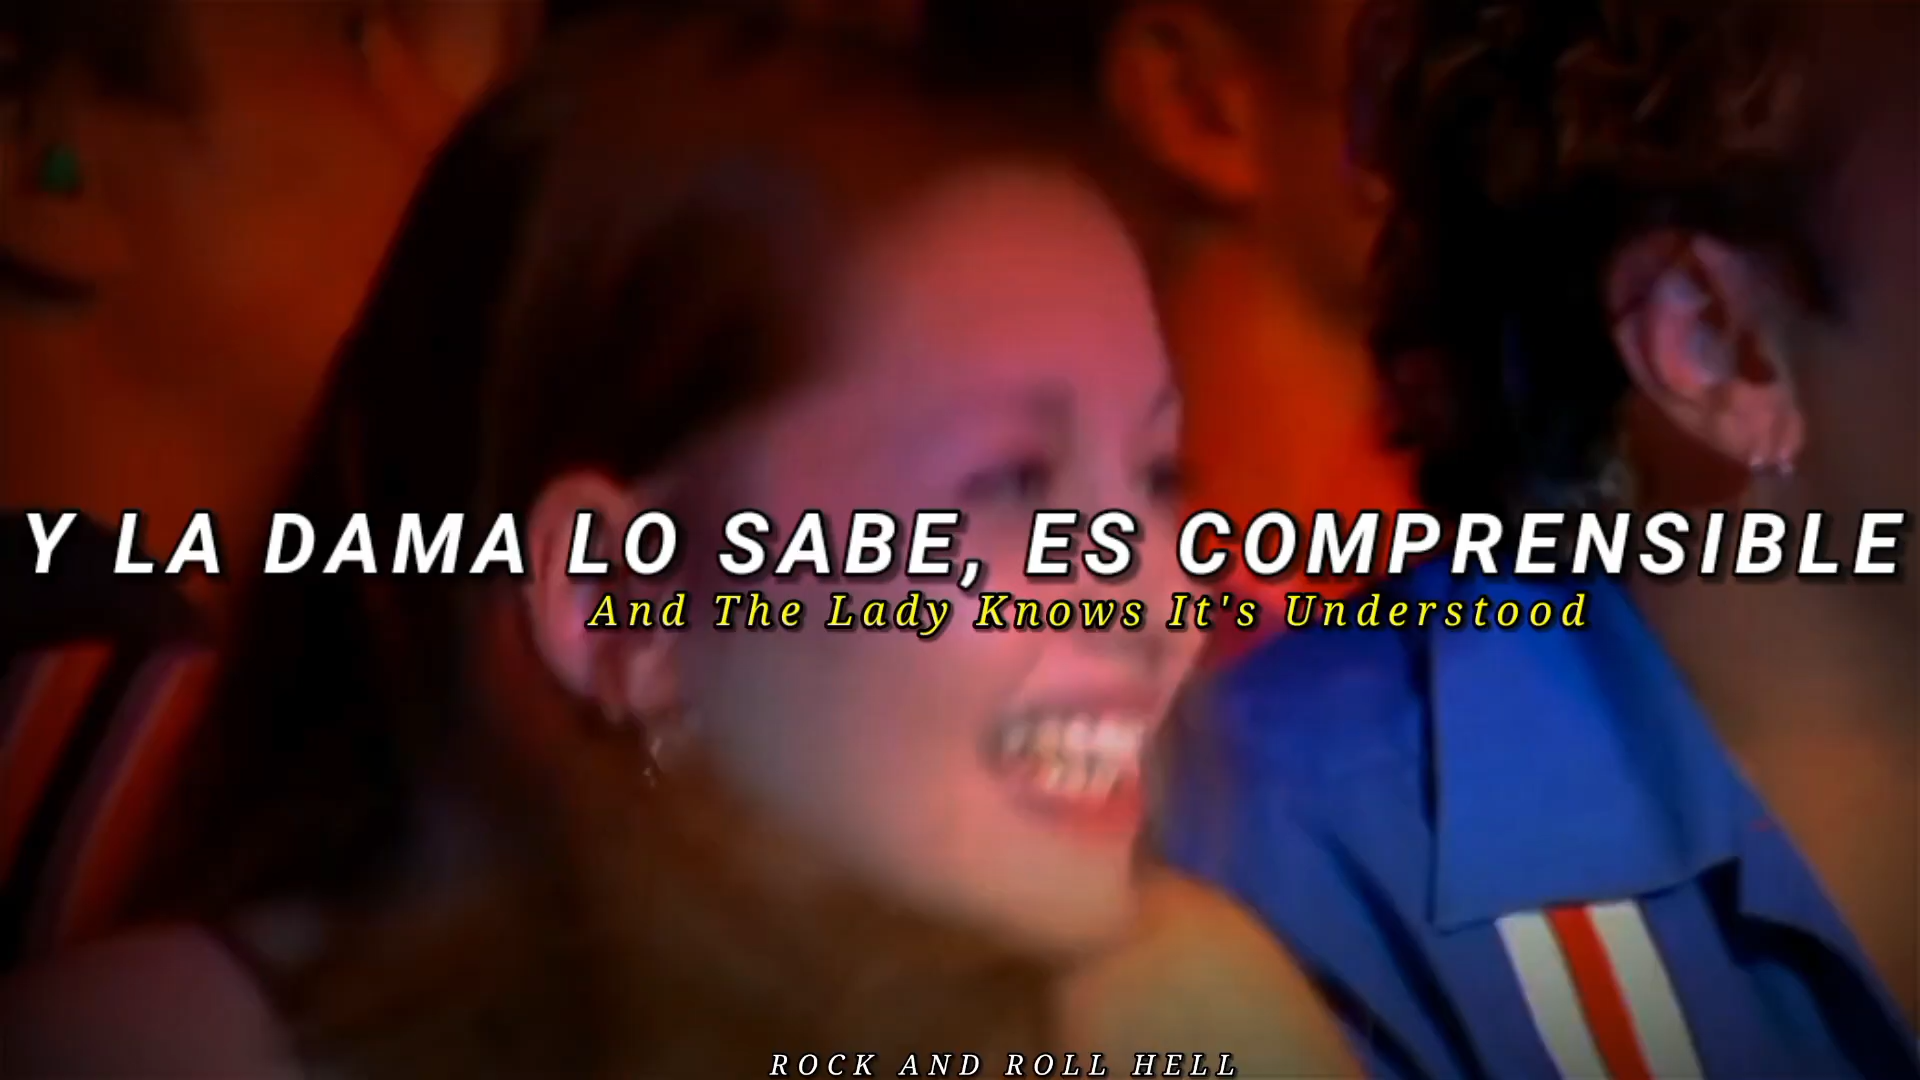 Y LA DAMA LO SABE, ES COMPRENSIBLE
And The Lady Knows It's Understood
ROCK AND ROLL HELL